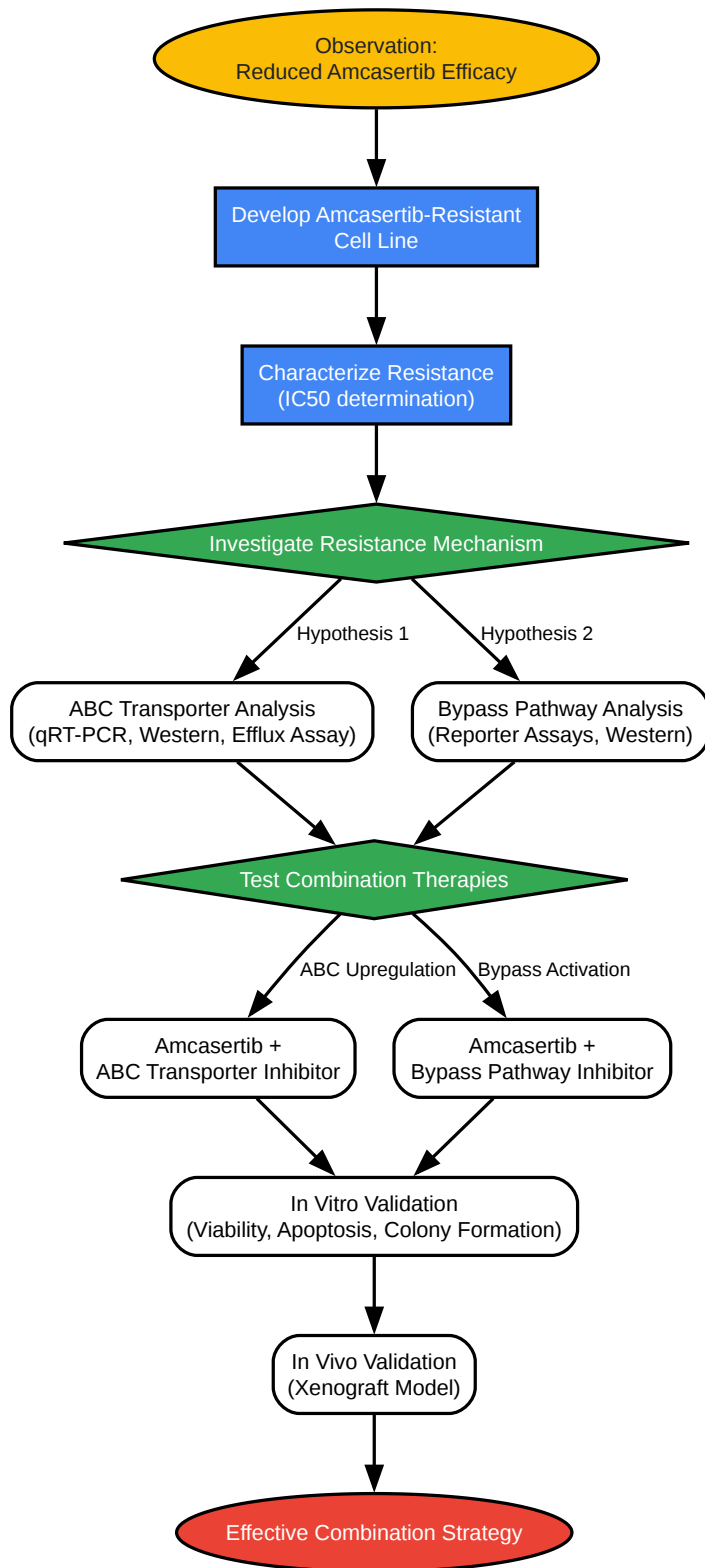 Observation:
Reduced Amcasertib Efficacy
Develop Amcasertib-Resistant
Cell Line
Characterize Resistance
(IC50 determination)
Investigate Resistance Mechanism
Hypothesis 1
Hypothesis 2
ABC Transporter Analysis
(qRT-PCR, Western, Efflux Assay)
Bypass Pathway Analysis
(Reporter Assays, Western)
Test Combination Therapies
ABC Upregulation
Bypass Activation
Amcasertib +
ABC Transporter Inhibitor
Amcasertib +
Bypass Pathway Inhibitor
In Vitro Validation
(Viability, Apoptosis, Colony Formation)
In Vivo Validation
(Xenograft Model)
Effective Combination Strategy